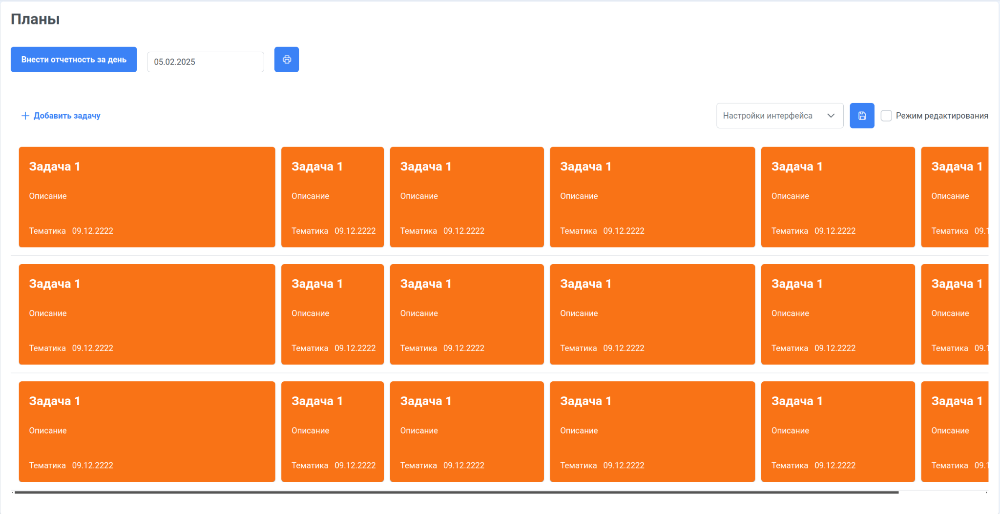 Планы
Внести отчетность за день 05.02.2025
Добавить задачу Настройки интерфейса Режим редактирования
Задача 1 Задача 1 Задача 1 Задача 1 Задача 1 Задача 1
Описание Описание Описание Описание Описание Описание
Тематика 09.12.2222 Тематика 09.12.2222 Тематика 09.12.2222 Тематика 09.12.2222 Тематика 09.12.2222 Тематика 09.1
Задача 1 Задача 1 Задача 1 Задача 1 Задача 1 Задача 1
Описание Описание Описание Описание Описание Описание
Тематика 09.12.2222 Тематика 09.12.2222 Тематика 09.12.2222 Тематика 09.12.2222 Тематика 09.12.2222 Тематика 09.1
Задача 1 Задача 1 Задача 1 Задача 1 Задача 1 Задача 1
Описание Описание Описание Описание Описание Описание
Тематика 09.12.2222 Тематика 09.12.2222 Тематика 09.12.2222 Тематика 09.12.2222 Тематика 09.12.2222 Тематика 09.1